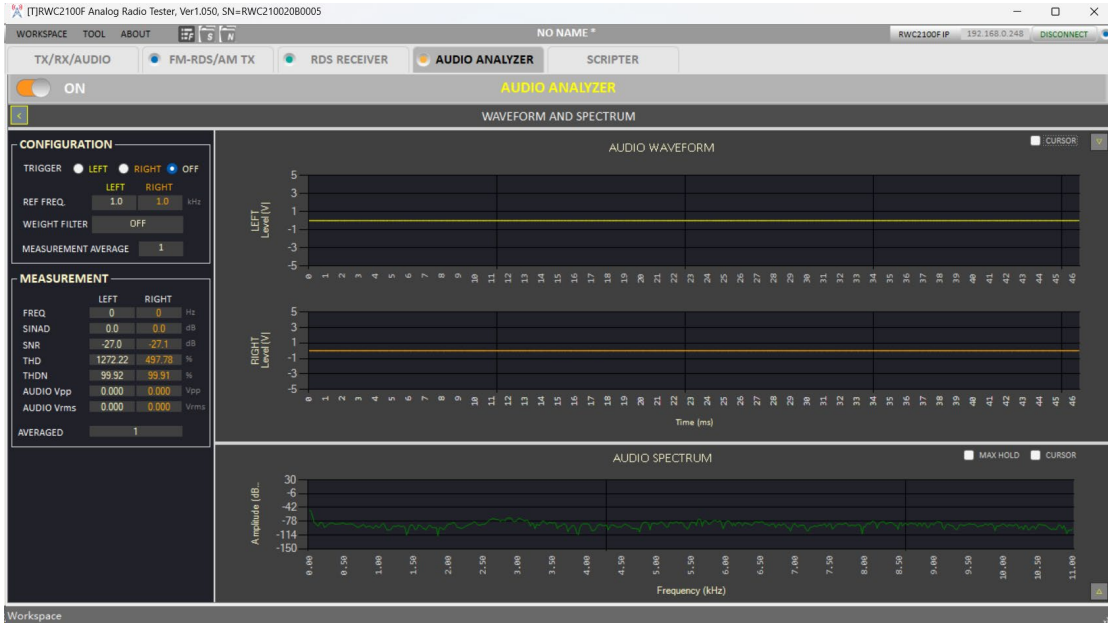 [T]RWC2100F Analog Radio Tester, Ver1.050, SN=RWC210020B0005
WORKSPACE TOOL ABOUT F S N NO NAME * RWC2100F IP 192.168.0.248 DISCONNECT
TX/RX/AUDIO FM-RDS/AM TX RDS RECEIVER AUDIO ANALYZER SCRIPTER
ON AUDIO ANALYZER
< WAVEFORM AND SPECTRUM
CONFIGURATION
TRIGGER LEFT RIGHT OFF
LEFT RIGHT
REF FREQ. 1.0 1.0 kHz
WEIGHT FILTER OFF
MEASUREMENT AVERAGE 1
MEASUREMENT
LEFT RIGHT
FREQ 0 0 Hz
SINAD 0.0 0.0 dB
SNR -27.0 -27.1 dB
THD 1272.22 497.78 %
THDN 99.92 99.91 %
AUDIO Vpp 0.000 0.000 Vpp
AUDIO Vrms 0.000 0.000 Vrms
AVERAGED 1
AUDIO WAVEFORM
CURSOR
LEFT
Level[V]
5
3
1
-1
-3
-5
0 1 2 3 4 5 6 7 8 9 10 11 12 13 14 15 16 17 18 19 20 21 22 23 24 25 26 27 28 29 30 31 32 33 34 35 36 37 38 39 40 41 42 43 44 45 46
RIGHT
Level[V]
5
3
1
-1
-3
-5
0 1 2 3 4 5 6 7 8 9 10 11 12 13 14 15 16 17 18 19 20 21 22 23 24 25 26 27 28 29 30 31 32 33 34 35 36 37 38 39 40 41 42 43 44 45 46
Time (ms)
AUDIO SPECTRUM
MAX HOLD CURSOR
Amplitude [dB...
30
-6
-42
-78
-114
-150
0.00 0.50 1.00 1.50 2.00 2.50 3.00 3.50 4.00 4.50 5.00 5.50 6.00 6.50 7.00 7.50 8.00 8.50 9.00 9.50 10.00 10.50 11.00
Frequency (kHz)
Workspace